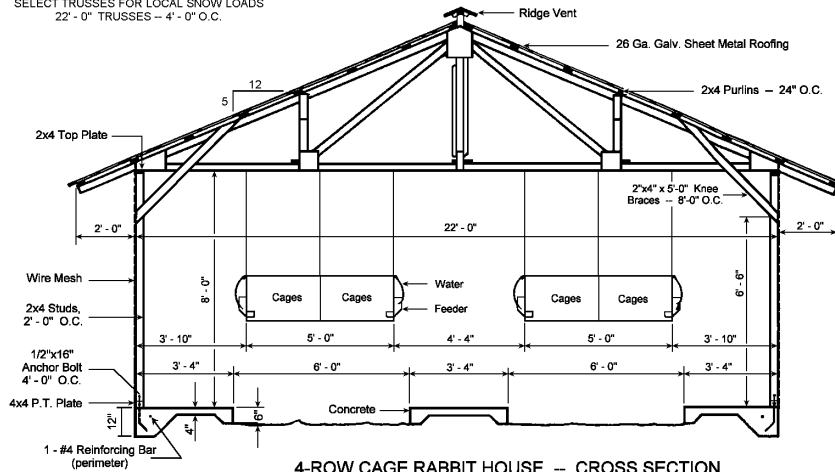 SELECT TRUSSES FOR LOCAL SNOW LOADS
22' - 0" TRUSSES -- 4' - 0" O.C.
Ridge Vent
26 Ga. Galv. Sheet Metal Roofing
12
5
2x4 Purlins -- 24" O.C.
2x4 Top Plate
2"x4" x 5'-0" Knee
Braces -- 8'-0" O.C.
2' - 0"
22' - 0"
2' - 0"
Wire Mesh
8' - 0"
6' - 6"
Water
Cages
Cages
Cages
Cages
Feeder
2x4 Studs,
2' - 0" O.C.
3' - 10"
5' - 0"
4' - 4"
5' - 0"
3' - 10"
1/2"x16"
Anchor Bolt
4' - 0" O.C.
3' - 4"
6' - 0"
3' - 4"
6' - 0"
3' - 4"
4x4 P.T. Plate
12"
4"
6"
Concrete
1 - #4 Reinforcing Bar
(perimeter)
4-ROW CAGE RABBIT HOUSE -- CROSS SECTION